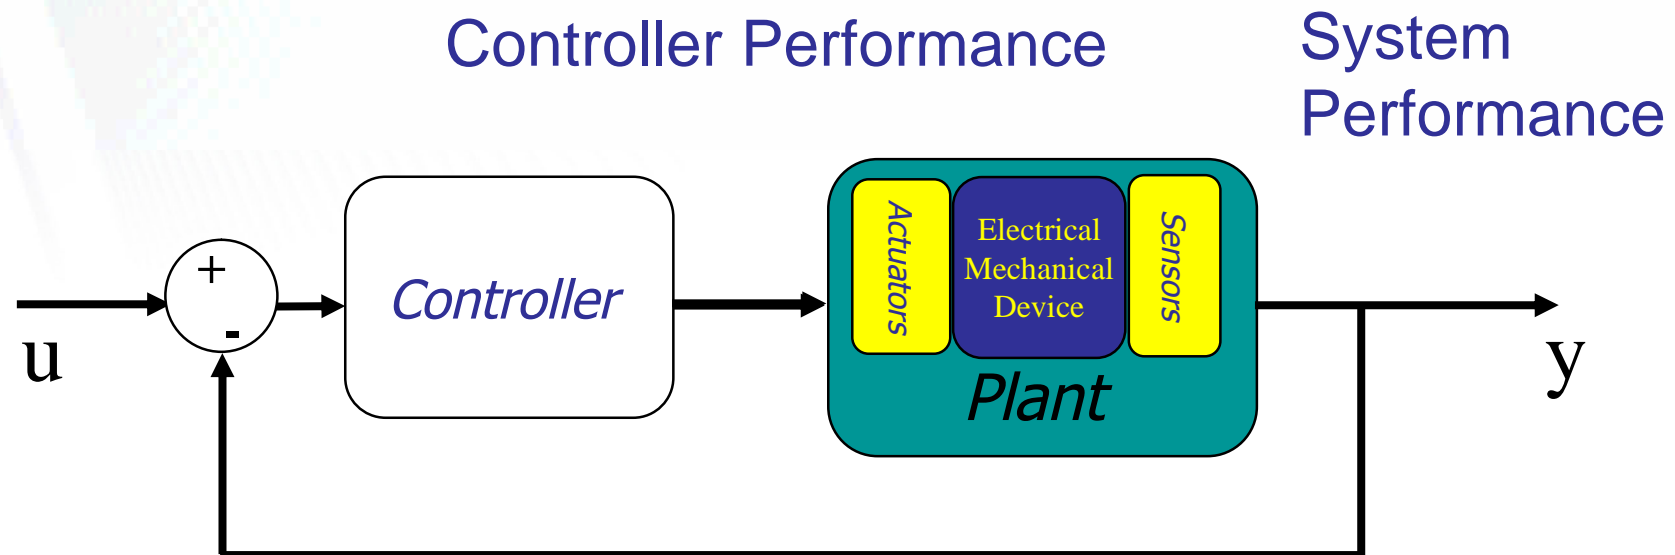 Controller Performance
System
Performance
+
-
u
Controller
Actuators
Electrical
Mechanical
Device
Sensors
Plant
y